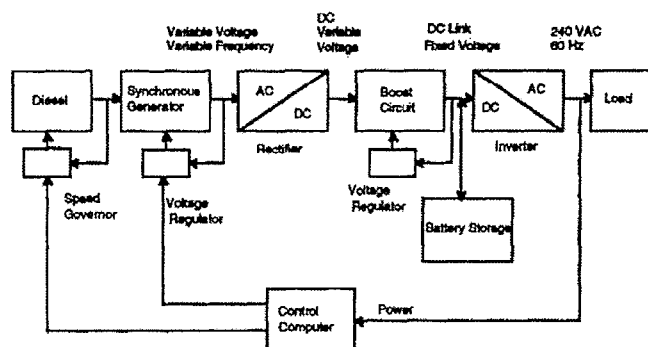 Variable Voltage
Variable Frequency
DC
Variable
Voltage
DC Link
Fixed Voltage
240 VAC
60 Hz
Diesel
Synchronous
Generator
AC
DC
Boost
Circuit
AC
DC
Load
Rectifier
Inverter
Speed
Governor
Voltage
Regulator
Voltage
Regulator
Battery Storage
Control
Computer
Power